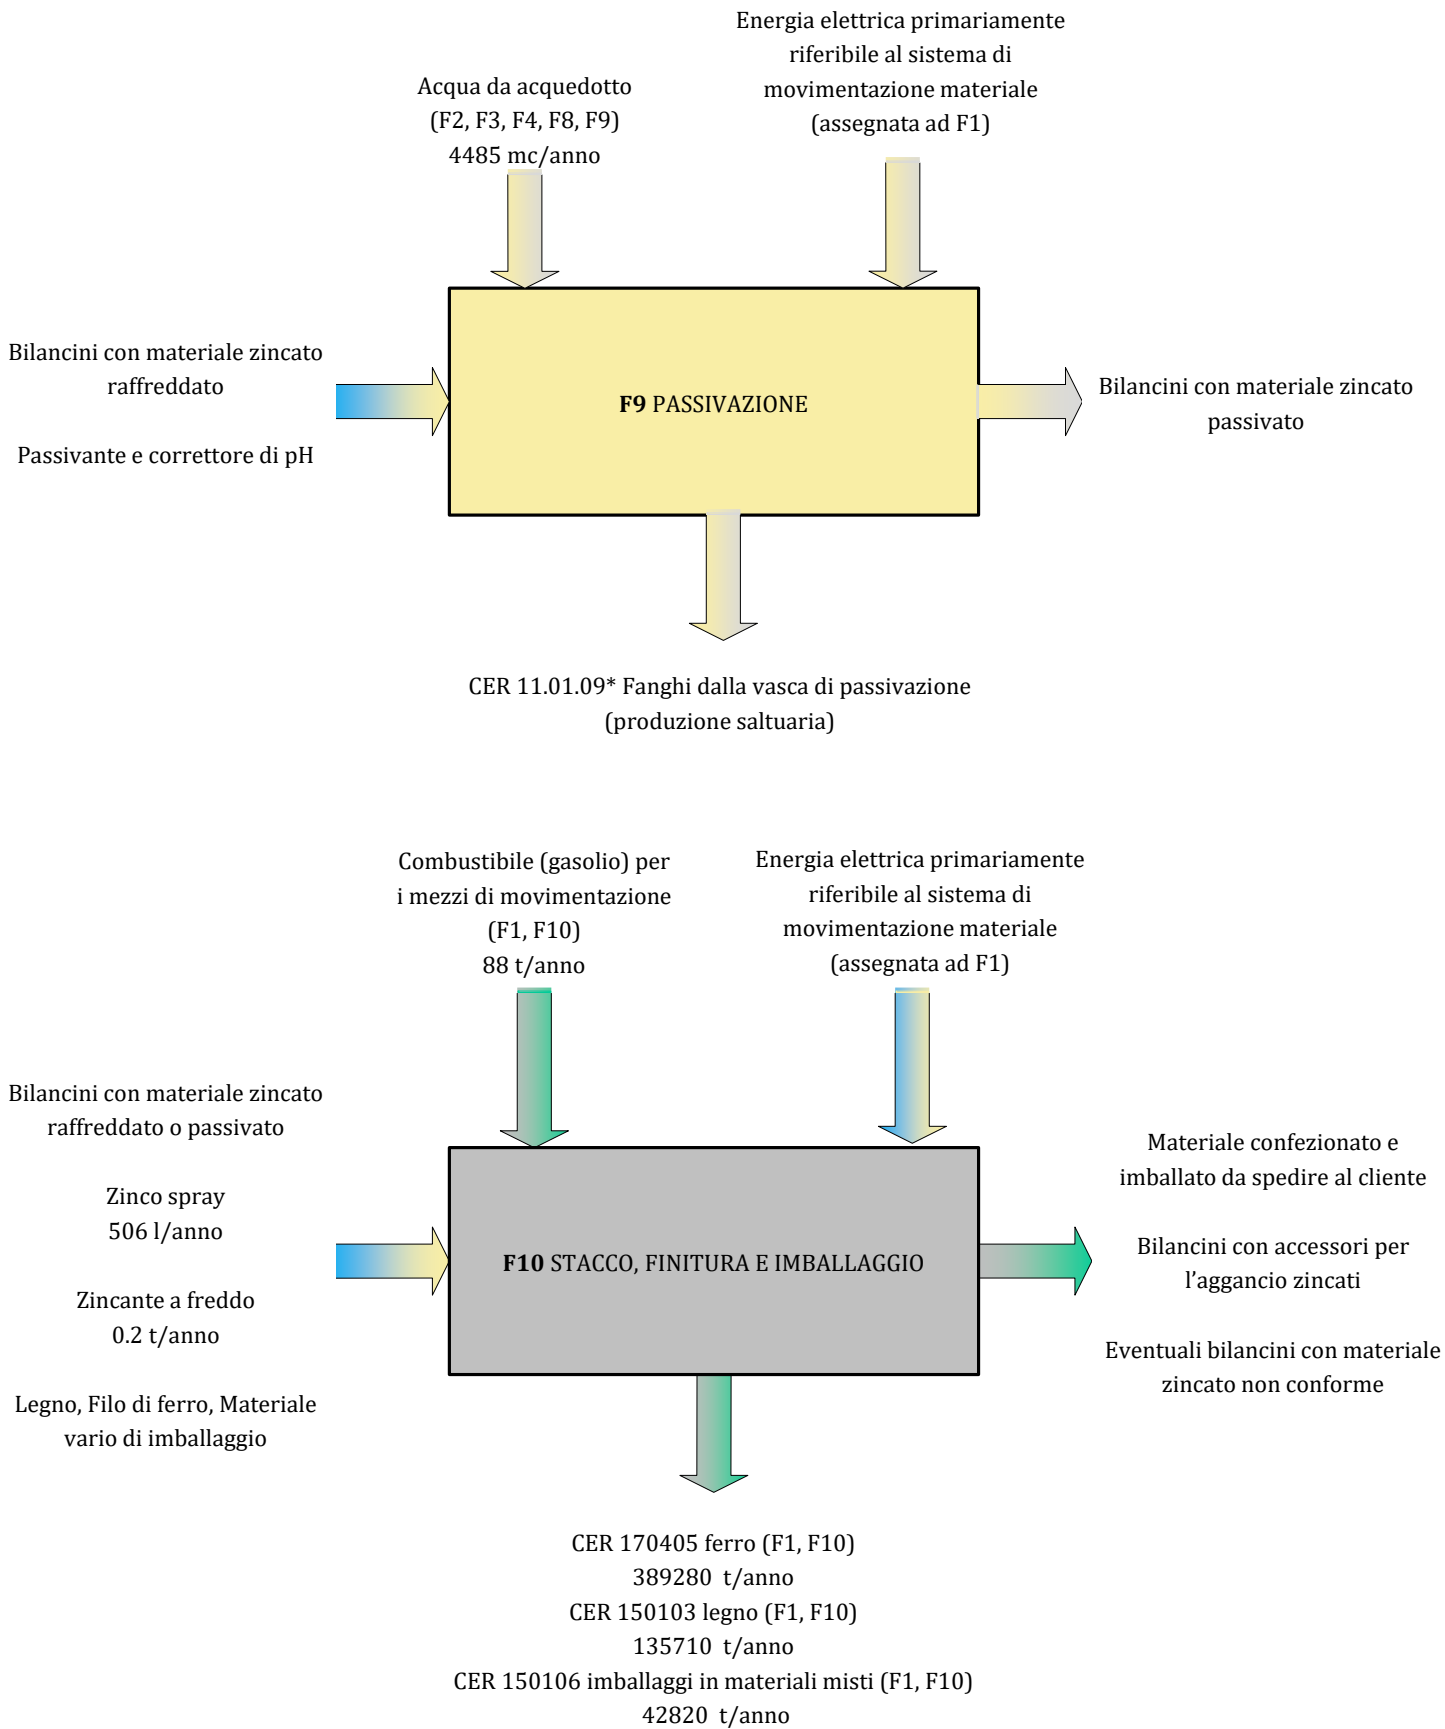 Energia elettrica primariamente
riferibile al sistema di
movimentazione materiale
(assegnata ad F1)
Acqua da acquedotto
(F2, F3, F4, F8, F9)
4485 mc/anno
Bilancini con materiale zincato
raffreddato
Passivante e correttore di pH
F9 PASSIVAZIONE
Bilancini con materiale zincato
passivato
CER 11.01.09* Fanghi dalla vasca di passivazione
(produzione saltuaria)
Combustibile (gasolio) per
i mezzi di movimentazione
(F1, F10)
88 t/anno
Energia elettrica primariamente
riferibile al sistema di
movimentazione materiale
(assegnata ad F1)
Bilancini con materiale zincato
raffreddato o passivato
Zinco spray
506 l/anno
Zincante a freddo
0.2 t/anno
Legno, Filo di ferro, Materiale
vario di imballaggio
F10 STACCO, FINITURA E IMBALLAGGIO
Materiale confezionato e
imballato da spedire al cliente
Bilancini con accessori per
l'aggancio zincati
Eventuali bilancini con materiale
zincato non conforme
CER 170405 ferro (F1, F10)
389280 t/anno
CER 150103 legno (F1, F10)
135710 t/anno
CER 150106 imballaggi in materiali misti (F1, F10)
42820 t/anno